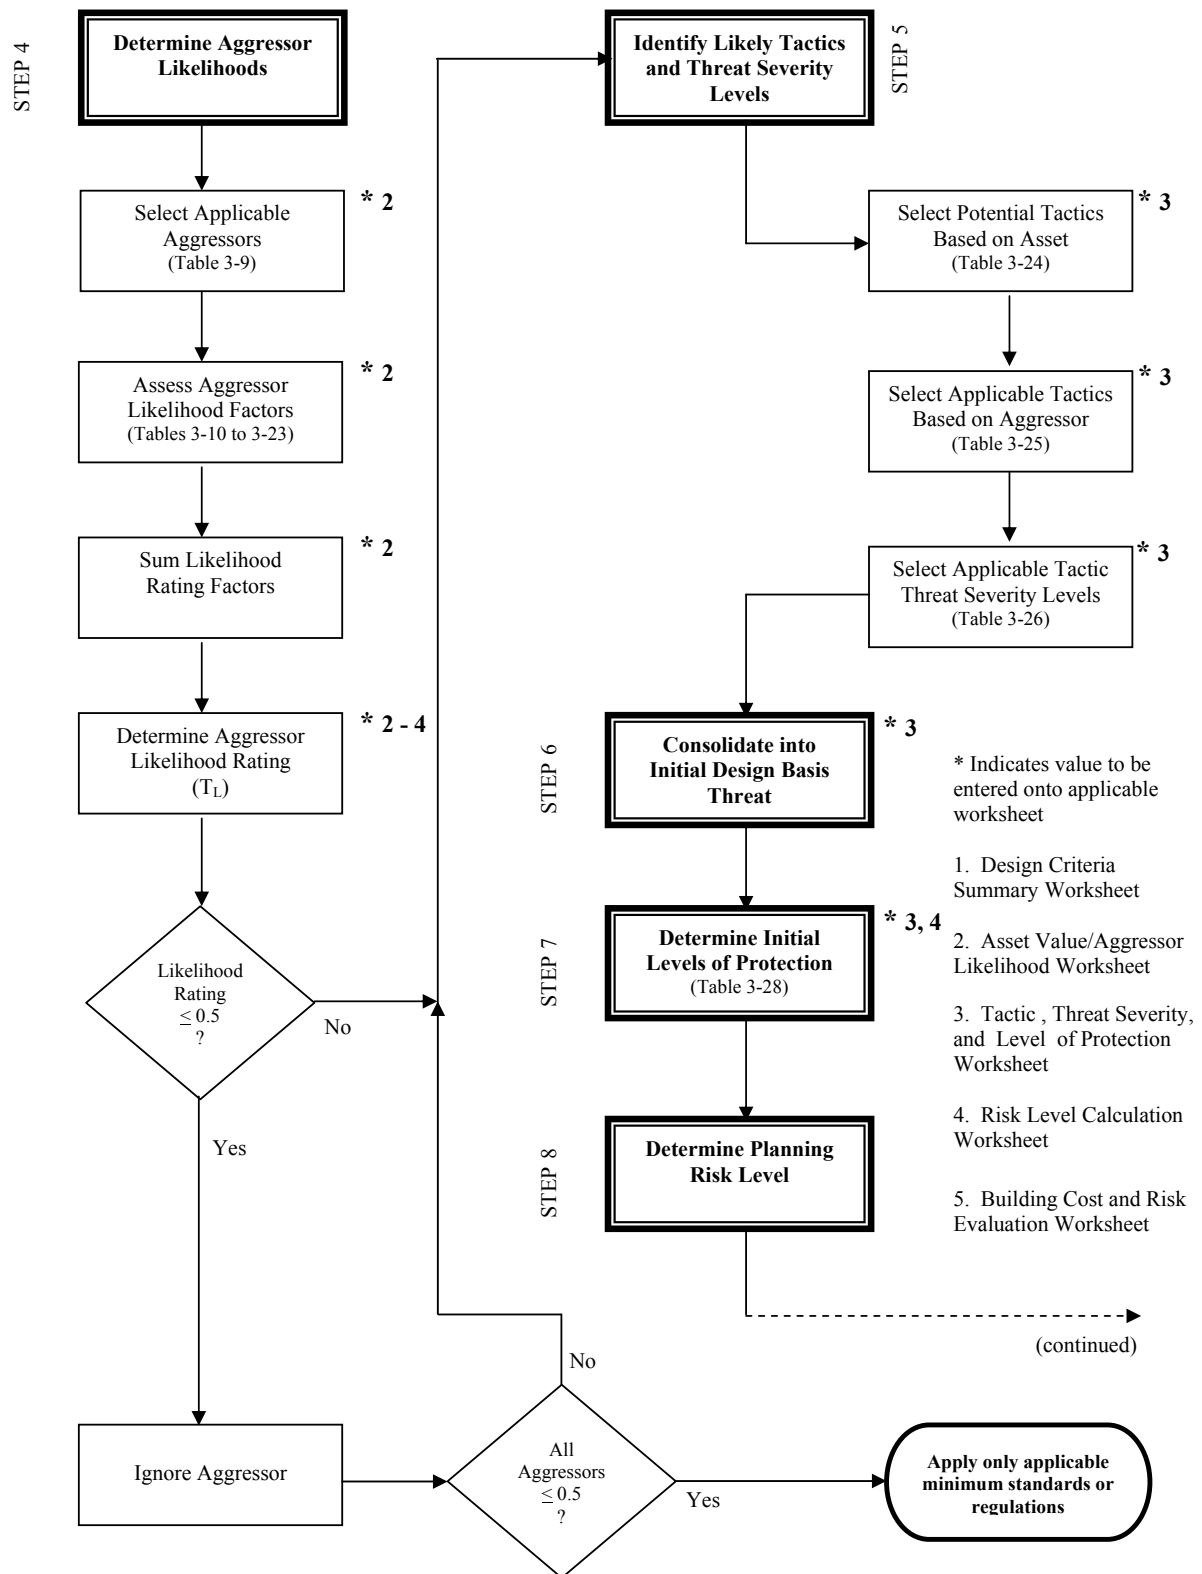 STEP 4
Determine Aggressor
Likelihoods
* 2
Select Applicable
Aggressors
(Table 3-9)
* 2
Assess Aggressor
Likelihood Factors
(Tables 3-10 to 3-23)
* 2
Sum Likelihood
Rating Factors
* 2 - 4
Determine Aggressor
Likelihood Rating
(TL)
Likelihood
Rating
≤ 0.5
?
No
Yes
Ignore Aggressor
All
Aggressors
≤ 0.5
?
No
Yes
Apply only applicable
minimum standards or
regulations
STEP 5
Identify Likely Tactics
and Threat Severity
Levels
* 3
Select Potential Tactics
Based on Asset
(Table 3-24)
* 3
Select Applicable Tactics
Based on Aggressor
(Table 3-25)
* 3
Select Applicable Tactic
Threat Severity Levels
(Table 3-26)
STEP 6
* 3
Consolidate into
Initial Design Basis
Threat
STEP 7
* 3, 4
Determine Initial
Levels of Protection
(Table 3-28)
STEP 8
Determine Planning
Risk Level
(continued)
* Indicates value to be
entered onto applicable
worksheet
1. Design Criteria
Summary Worksheet
2. Asset Value/Aggressor
Likelihood Worksheet
3. Tactic , Threat Severity,
and Level of Protection
Worksheet
4. Risk Level Calculation
Worksheet
5. Building Cost and Risk
Evaluation Worksheet